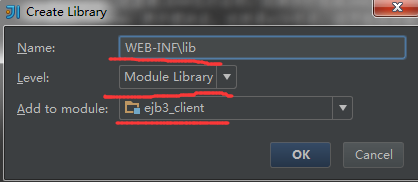 Create Library
Name: WEB-INF\lib
Level: Module Library
Add to module: ejb3_client
OK Cancel